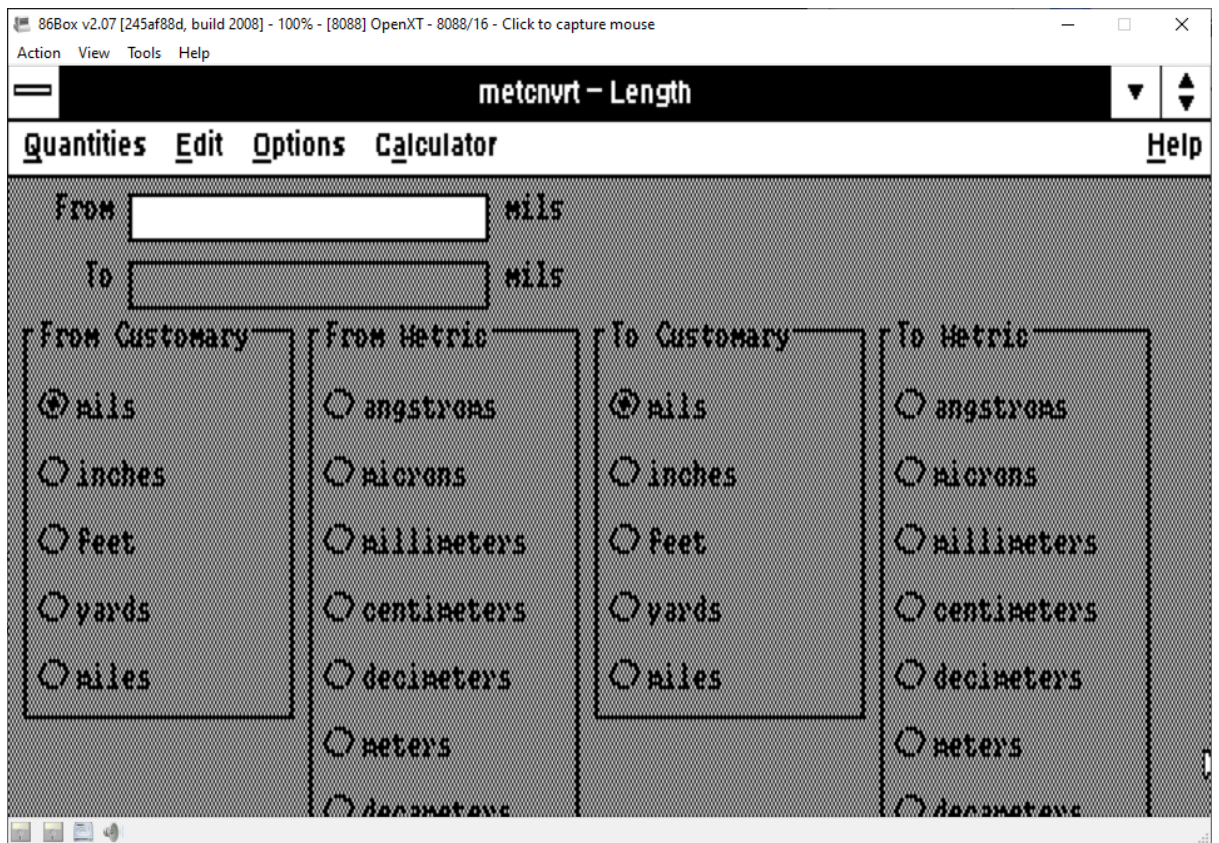 86Box v2.07 [245af88d, build 2008] - 100% - [8088] OpenXT - 8088/16 - Click to capture mouse
Action View Tools Help
metcnvrt – Length
Quantities Edit Options Calculator Help
From mils
To mils
From Customary From Metric To Customary To Metric
mils angstroms mils angstroms
inches microns inches microns
feet millimeters feet millimeters
yards centimeters yards centimeters
miles decimeters miles decimeters
meters meters
decameters decameters